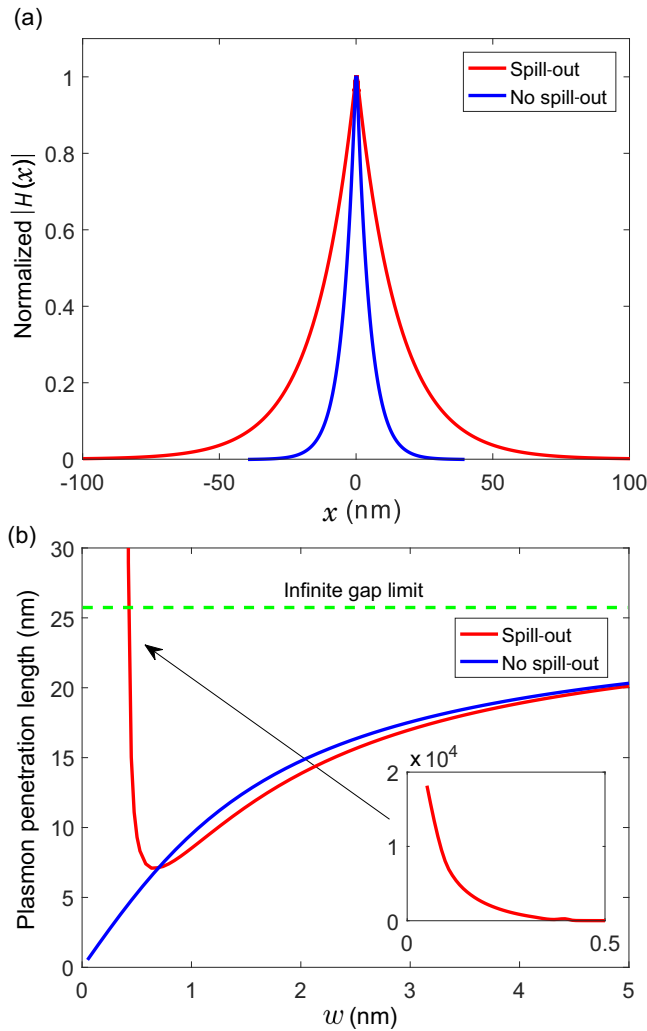 (a)
Spill-out
No spill-out
Normalized |H(x)|
1
0.8
0.6
0.4
0.2
0
-100
-50
0
50
100
x (nm)
(b)
Plasmon penetration length (nm)
30
25
20
15
10
5
0
Infinite gap limit
Spill-out
No spill-out
× 10^4
2
1
0
0
0.5
0
1
2
3
4
5
w (nm)